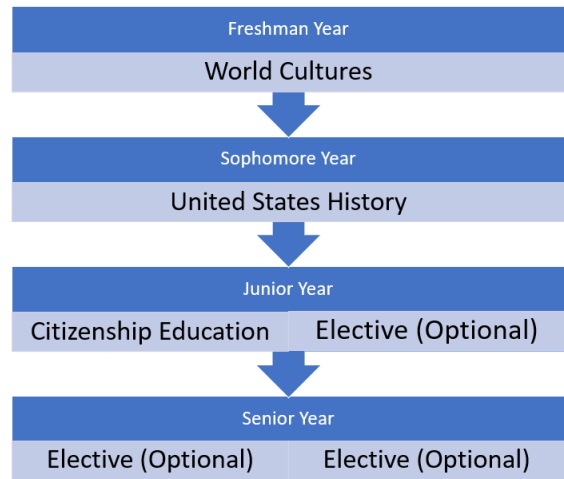 Freshman Year
World Cultures
Sophomore Year
United States History
Junior Year
Citizenship Education Elective (Optional)
Senior Year
Elective (Optional) Elective (Optional)